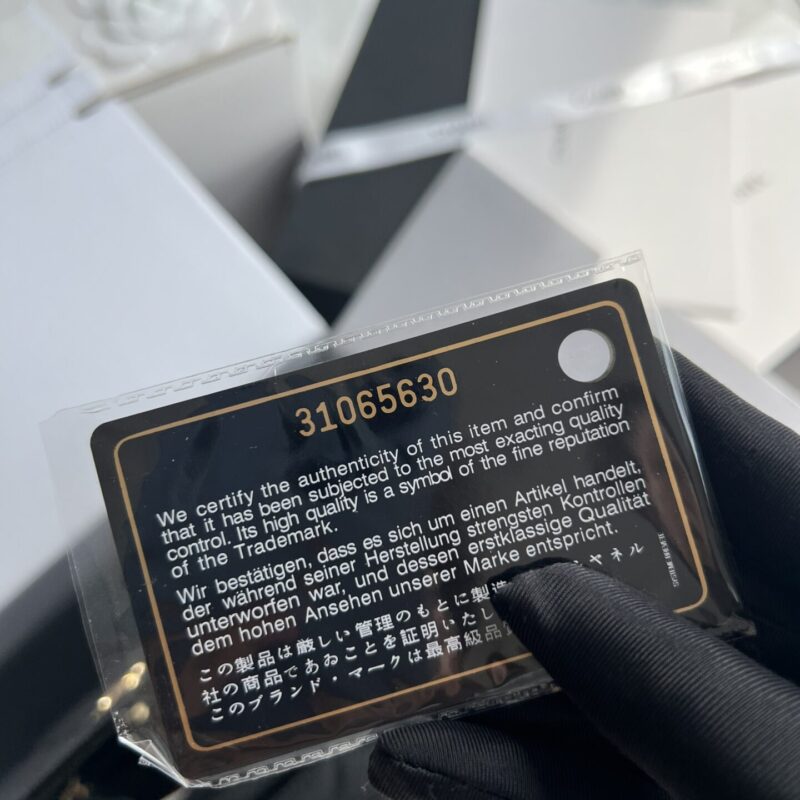 31065630
We certify the authenticity of this item and confirm
that it has been subjected to the most exacting quality
control. Its high quality is a symbol of the fine reputation
of the Trademark.
Wir bestätigen, dass es sich um einen Artikel handelt,
der während seiner Herstellung strengsten Kontrollen
unterworfen war, und dessen erstklassige Qualität
dem hohen Ansehen unserer Marke entspricht.
この製品は厳しい管理のもとに製造 ャネル
社の商品であおことを証明いたし
このブランド・マークは最高級品